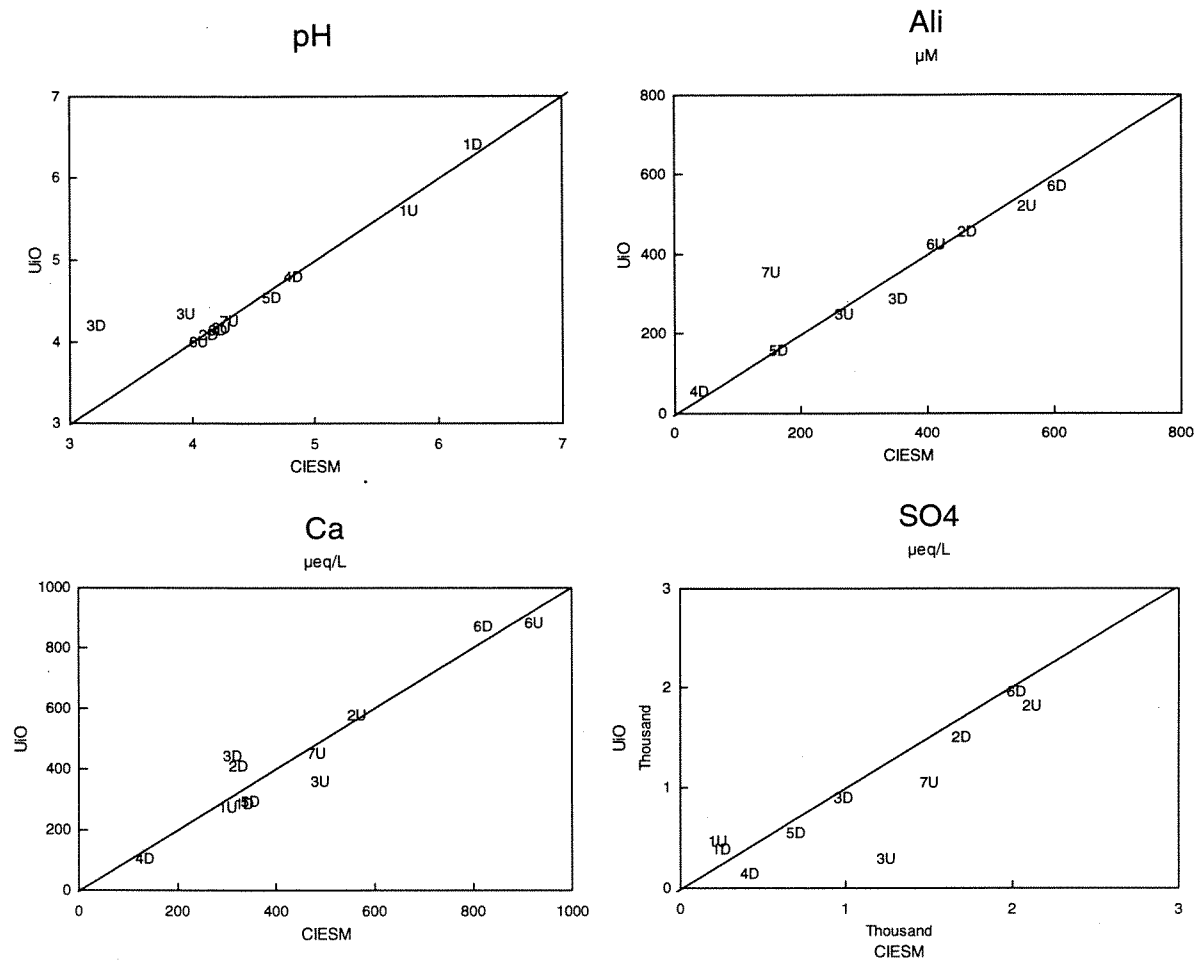 pH
7
6
5
4
3
UiO
1D
1U
4D
5D
3U
7U
3D
6U
3 4 5 6 7
CIESM
Ali
µM
800
600
400
200
0
UiO
6D
2U
2D
6U
7U
3D
3U
5D
4D
0 200 400 600 800
CIESM
Ca
µeq/L
1000
800
600
400
200
0
UiO
6D 6U
2U
3D 7U
2D
3U
1U 1D 5D
4D
0 200 400 600 800 1000
CIESM
SO4
µeq/L
3
2
1
0
UiO
Thousand
6D
2U
2D
7U
3D
5D
1U
1D
3U
4D
0 1 2 3
Thousand
CIESM